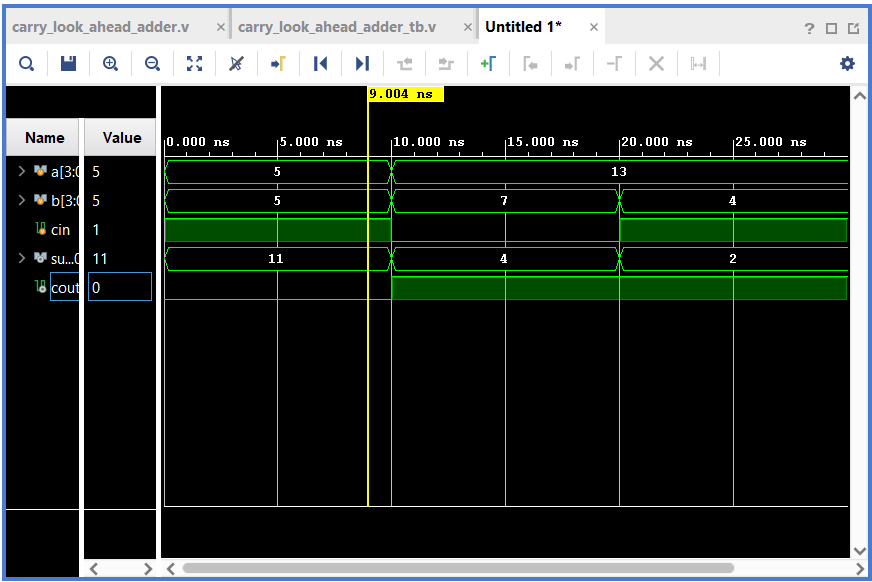 carry_look_ahead_adder.v × carry_look_ahead_adder_tb.v × Untitled 1* × ?
9.004 ns
Name Value 0.000 ns 5.000 ns 10.000 ns 15.000 ns 20.000 ns 25.000 ns
a[3:0 5 5 13
b[3:0 5 5 7 4
cin 1
su...0 11 11 4 2
cout 0